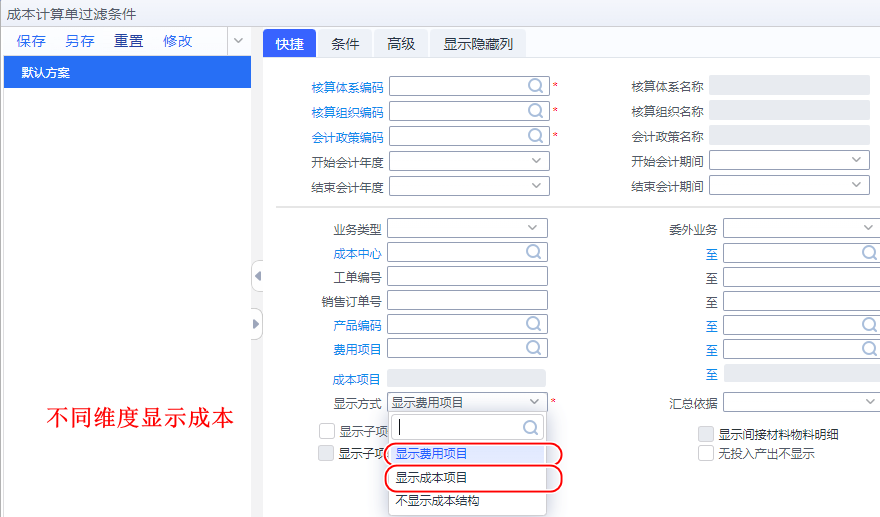 成本计算单过滤条件
保存 另存 重置 修改
默认方案
不同维度显示成本
快捷 条件 高级 显示隐藏列
核算体系编码 * 核算体系名称
核算组织编码 * 核算组织名称
会计政策编码 * 会计政策名称
开始会计年度 开始会计期间
结束会计年度 结束会计期间
业务类型 委外业务
成本中心 至
工单编号 至
销售订单号 至
产品编码 至
费用项目 至
成本项目 至
显示方式 显示费用项目 * 汇总依据
显示子项 显示间接材料物料明细
显示子项 无投入产出不显示
显示费用项目
显示成本项目
不显示成本结构